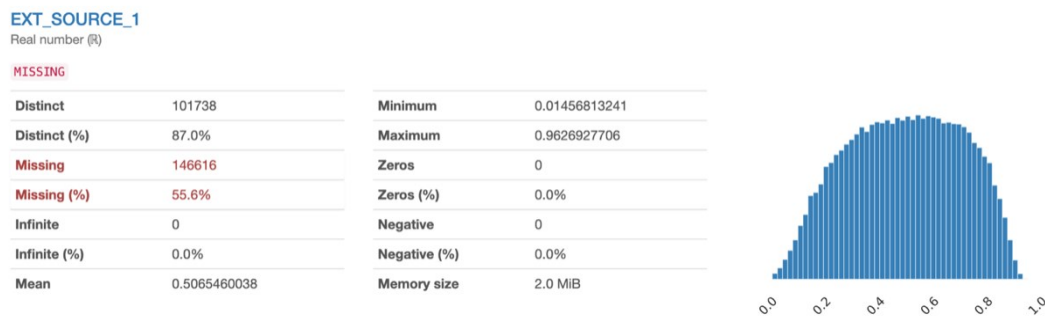 EXT_SOURCE_1
Real number (ℝ)
MISSING
Distinct 101738
Distinct (%) 87.0%
Missing 146616
Missing (%) 55.6%
Infinite 0
Infinite (%) 0.0%
Mean 0.5065460038
Minimum 0.01456813241
Maximum 0.9626927706
Zeros 0
Zeros (%) 0.0%
Negative 0
Negative (%) 0.0%
Memory size 2.0 MiB
0.0 0.2 0.4 0.6 0.8 1.0